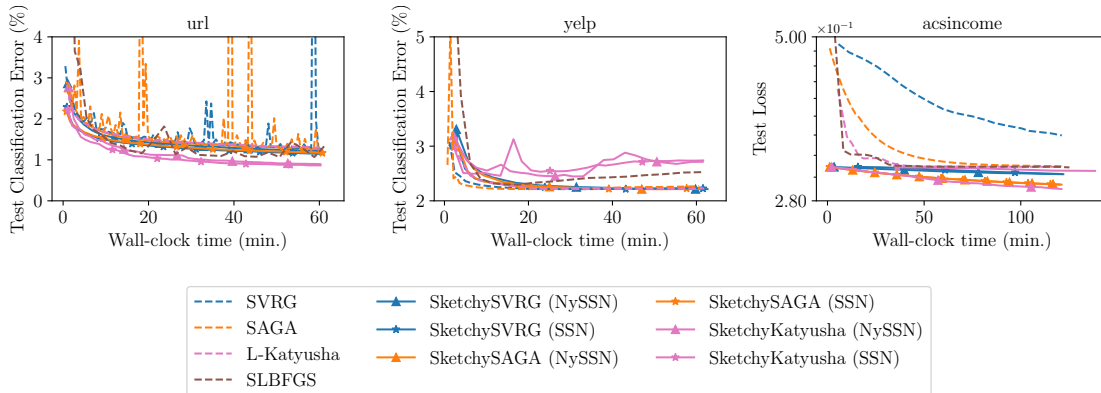 url
Test Classification Error (%)
4
3
2
1
0
0
20
40
60
Wall-clock time (min.)
yelp
Test Classification Error (%)
5
4
3
2
0
20
40
60
Wall-clock time (min.)
acsincome
×10⁻¹
Test Loss
5.00
2.80
0
50
100
Wall-clock time (min.)
SVRG
SAGA
L-Katyusha
SLBFGS
SketchySVRG (NySSN)
SketchySVRG (SSN)
SketchySAGA (NySSN)
SketchySAGA (SSN)
SketchyKatyusha (NySSN)
SketchyKatyusha (SSN)